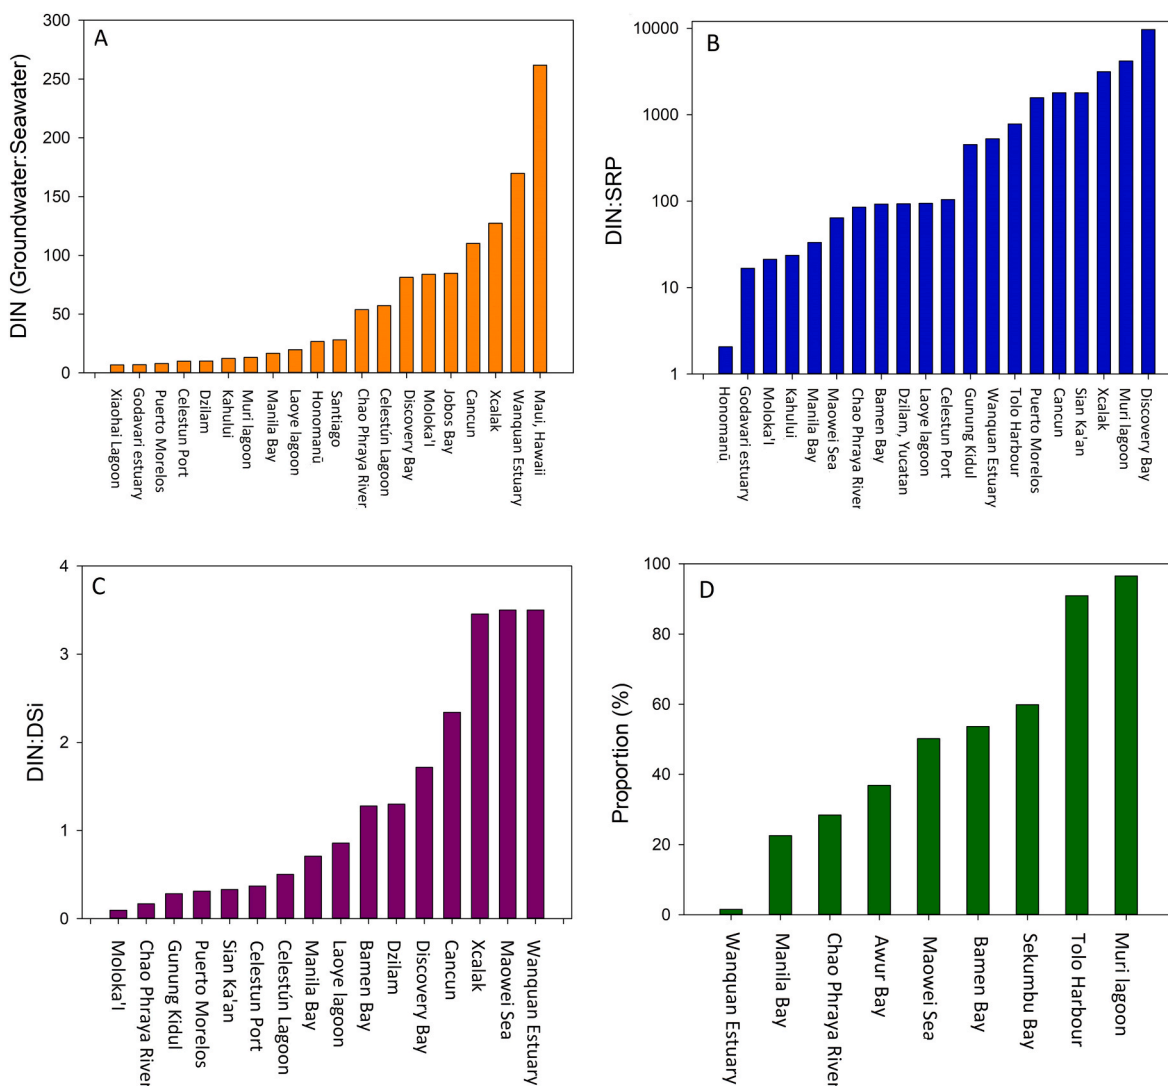 A
DIN (Groundwater:Seawater)
300
250
200
150
100
50
0
Xiaohai Lagoon
Godavari estuary
Puerto Morelos
Celestun Port
Dzilam
Kahului
Muri lagoon
Manila Bay
Laoye lagoon
Honomanū
Santiago
Chao Phraya River
Celestún Lagoon
Discovery Bay
Moloka'I
Jobos Bay
Cancun
Xcalak
Wanquan Estuary
Maui, Hawaii
B
DIN:SRP
10000
1000
100
10
1
Honomanū
Godavari estuary
Moloka'I
Kahului
Manila Bay
Maowei Sea
Chao Phraya River
Bamen Bay
Dzilam, Yucatan
Laoye lagoon
Celestun Port
Gunung Kidul
Wanquan Estuary
Tolo Harbour
Puerto Morelos
Cancun
Sian Ka'an
Xcalak
Muri lagoon
Discovery Bay
C
DIN:DSi
4
3
2
1
0
Moloka'I
Chao Phraya River
Gunung Kidul
Puerto Morelos
Sian Ka'an
Celestun Port
Celestún Lagoon
Manila Bay
Laoye lagoon
Bamen Bay
Dzilam
Discovery Bay
Cancun
Xcalak
Maowei Sea
Wanquan Estuary
D
Proportion (%)
100
80
60
40
20
0
Wanquan Estuary
Manila Bay
Chao Phraya River
Awur Bay
Maowei Sea
Bamen Bay
Sekumbu Bay
Tolo Harbour
Muri lagoon